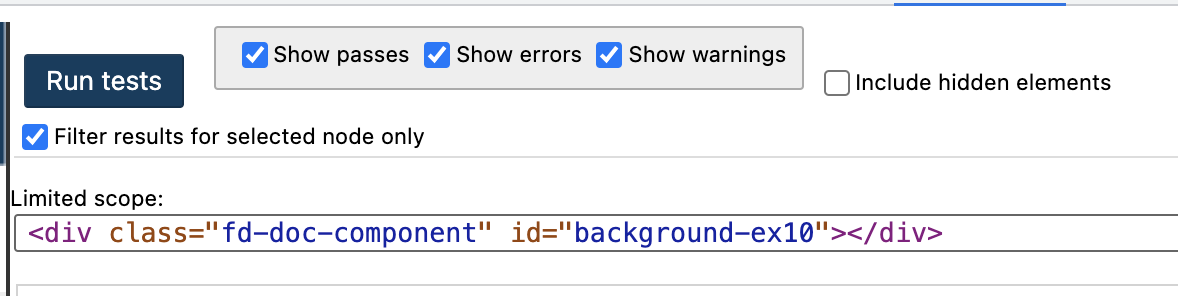 Run tests
Show passes Show errors Show warnings
Include hidden elements
Filter results for selected node only
Limited scope:
<div class="fd-doc-component" id="background-ex10"></div>